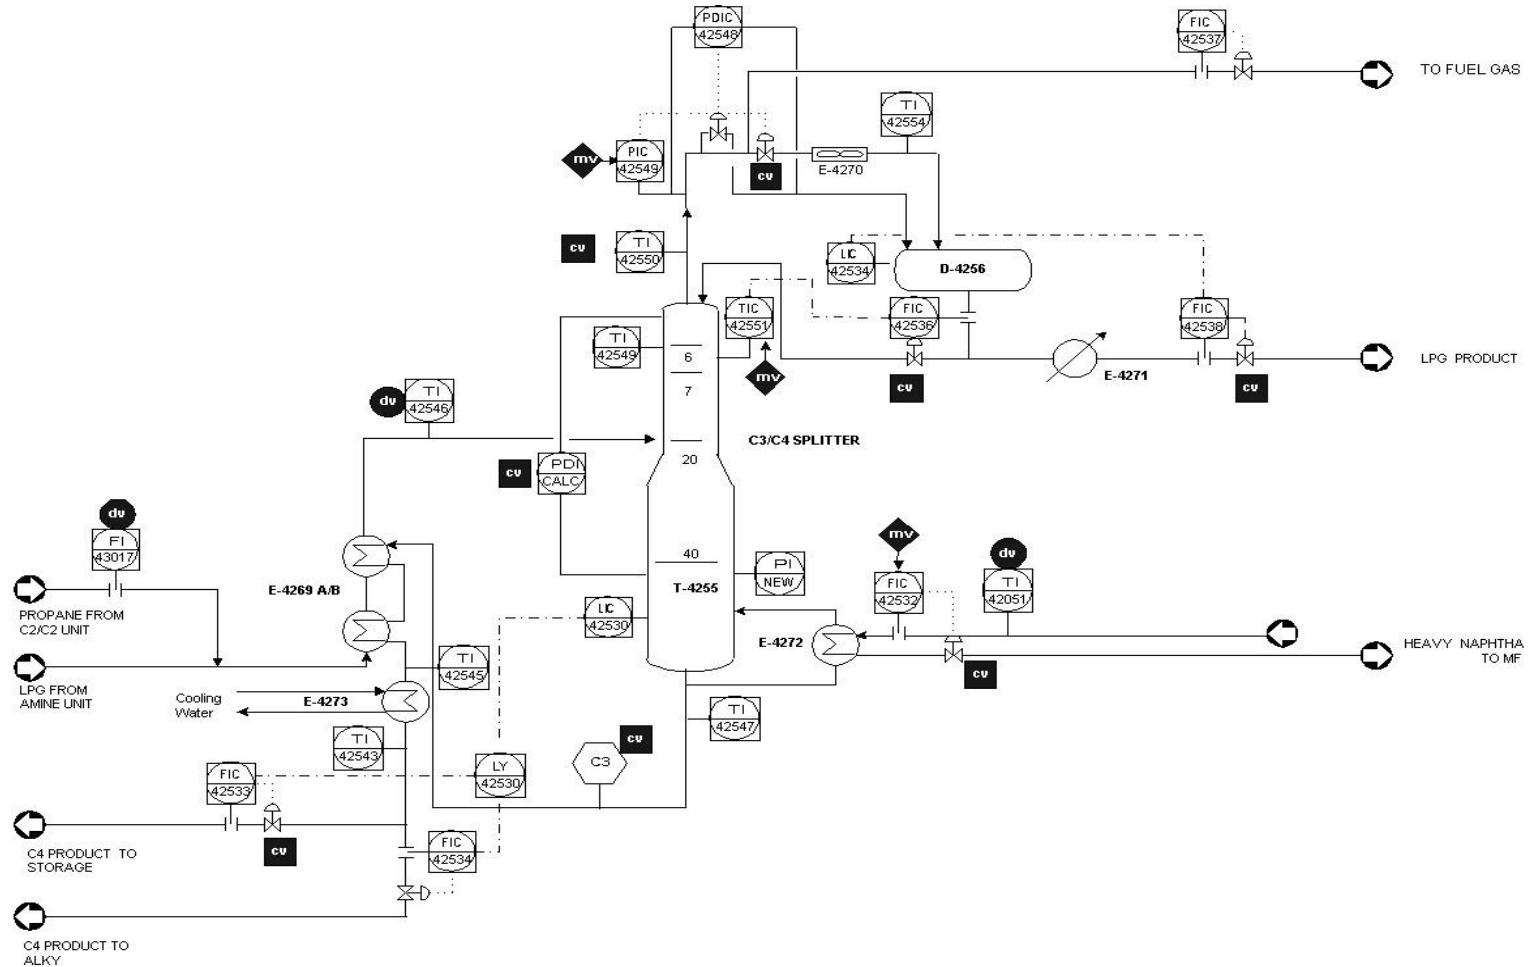 PDIC
42548
FIC
42537
TO FUEL GAS
TI
42554
mv
PIC
42549
cv
E-4270
cv
TI
42550
LIC
42534
D-4256
TIC
42551
FIC
42536
FIC
42538
TI
42549
6
7
mv
cv
E-4271
cv
LPG PRODUCT
dv
TI
42546
C3/C4 SPLITTER
20
cv
PDI
CALC
dv
FI
43017
40
T-4255
PI
NEW
mv
FIC
42532
dv
TI
42051
E-4269 A/B
PROPANE FROM
C2/C2 UNIT
LIC
42530
E-4272
HEAVY NAPHTHA
TO MF
cv
TI
42545
LPG FROM
AMINE UNIT
Cooling
Water
E-4273
TI
42547
TI
42543
cv
C3
FIC
42533
LY
42530
cv
C4 PRODUCT TO
STORAGE
FIC
42534
C4 PRODUCT TO
ALKY